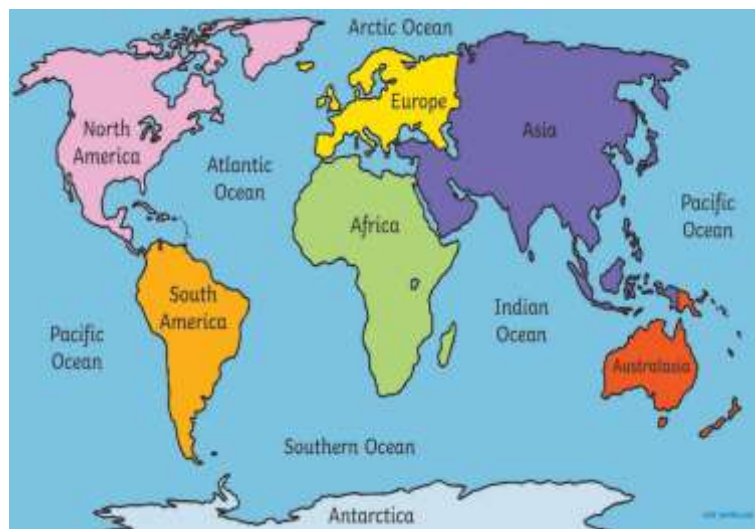 Arctic Ocean
North
America
Europe
Asia
Atlantic
Ocean
Africa
Pacific
Ocean
South
America
Indian
Ocean
Pacific
Ocean
Australasia
Southern Ocean
Antarctica